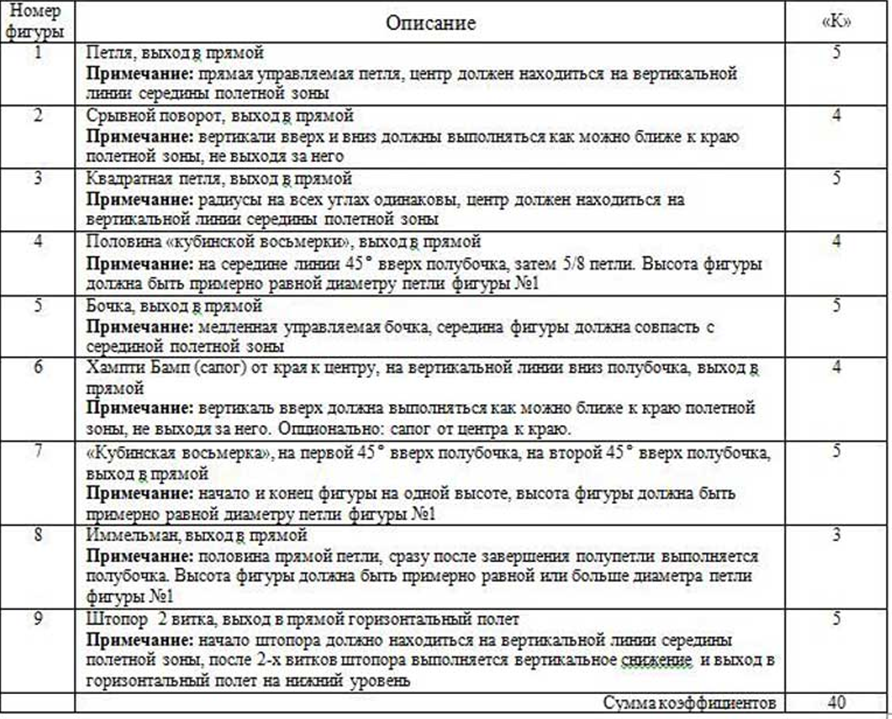 Номер фигуры Описание «К»
1 Петля, выход в прямой 5
Примечание: прямая управляемая петля, центр должен находиться на вертикальной
линии середины полетной зоны
2 Срывной поворот, выход в прямой 4
Примечание: вертикали вверх и вниз должны выполняться как можно ближе к краю
полетной зоны, не выходя за него
3 Квадратная петля, выход в прямой 5
Примечание: радиусы на всех углах одинаковы, центр должен находиться на
вертикальной линии середины полетной зоны
4 Половина «кубинской восьмерки», выход в прямой 4
Примечание: на середине линии 45° вверх полубочка, затем 5/8 петли. Высота фигуры
должна быть примерно равной диаметру петли фигуры №1
5 Бочка, выход в прямой 5
Примечание: медленная управляемая бочка, середина фигуры должна совпасть с
серединой полетной зоны
6 Хампти Бамп (сапог) от края к центру, на вертикальной линии вниз полубочка, выход в 4
прямой
Примечание: вертикаль вверх должна выполняться как можно ближе к краю полетной
зоны, не выходя за него. Опционально: сапог от центра к краю.
7 «Кубинская восьмерка», на первой 45° вверх полубочка, на второй 45° вверх полубочка, 5
выход в прямой
Примечание: начало и конец фигуры на одной высоте, высота фигуры должна быть
примерно равной диаметру петли фигуры №1
8 Иммельман, выход в прямой 3
Примечание: половина прямой петли, сразу после завершения полупетли выполняется
полубочка. Высота фигуры должна быть примерно равной или больше диаметра петли
фигуры №1
9 Штопор 2 витка, выход в прямой горизонтальный полет 5
Примечание: начало штопора должно находиться на вертикальной линии середины
полетной зоны, после 2-х витков штопора выполняется вертикальное снижение и выход в
горизонтальный полет на нижний уровень
Сумма коэффициентов 40